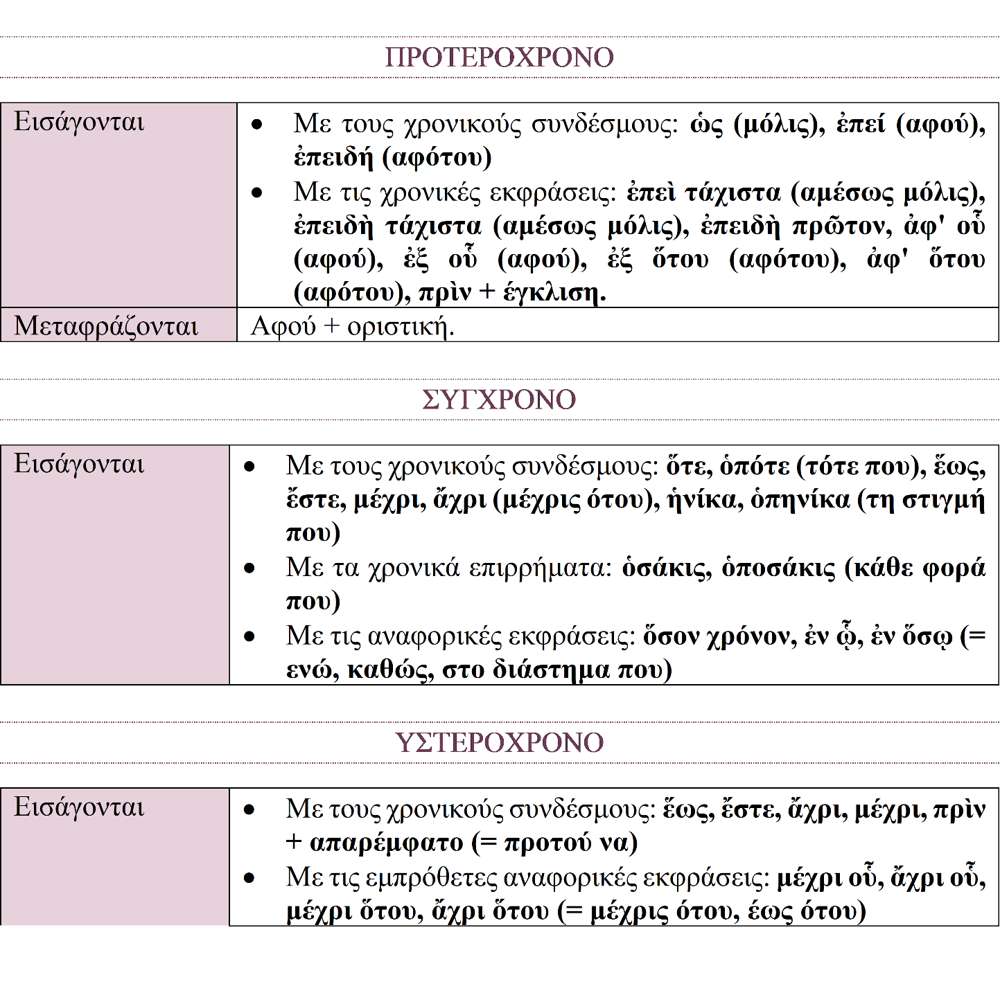 ΠΡΟΤΕΡΟΧΡΟΝΟ
Εισάγονται
● Με τους χρονικούς συνδέσμους: ὡς (μόλις), ἐπεί (αφού),
ἐπειδή (αφότου)
● Με τις χρονικές εκφράσεις: ἐπεὶ τάχιστα (αμέσως μόλις),
ἐπειδὴ τάχιστα (αμέσως μόλις), ἐπειδὴ πρῶτον, ἀφ' οὗ
(αφού), ἐξ οὗ (αφού), ἐξ ὅτου (αφότου), ἀφ' ὅτου
(αφότου), πρὶν + έγκλιση.
Μεταφράζονται
Αφού + οριστική.
ΣΥΓΧΡΟΝΟ
Εισάγονται
● Με τους χρονικούς συνδέσμους: ὅτε, ὁπότε (τότε που), ἕως,
ἔστε, μέχρι, ἄχρι (μέχρις ότου), ἡνίκα, ὁπηνίκα (τη στιγμή
που)
● Με τα χρονικά επιρρήματα: ὁσάκις, ὁποσάκις (κάθε φορά
που)
● Με τις αναφορικές εκφράσεις: ὅσον χρόνον, ἐν ᾧ, ἐν ὅσῳ (=
ενώ, καθώς, στο διάστημα που)
ΥΣΤΕΡΟΧΡΟΝΟ
Εισάγονται
● Με τους χρονικούς συνδέσμους: ἕως, ἔστε, ἄχρι, μέχρι, πρὶν
+ απαρέμφατο (= προτού να)
● Με τις εμπρόθετες αναφορικές εκφράσεις: μέχρι οὗ, ἄχρι οὗ,
μέχρι ὅτου, ἄχρι ὅτου (= μέχρις ότου, έως ότου)